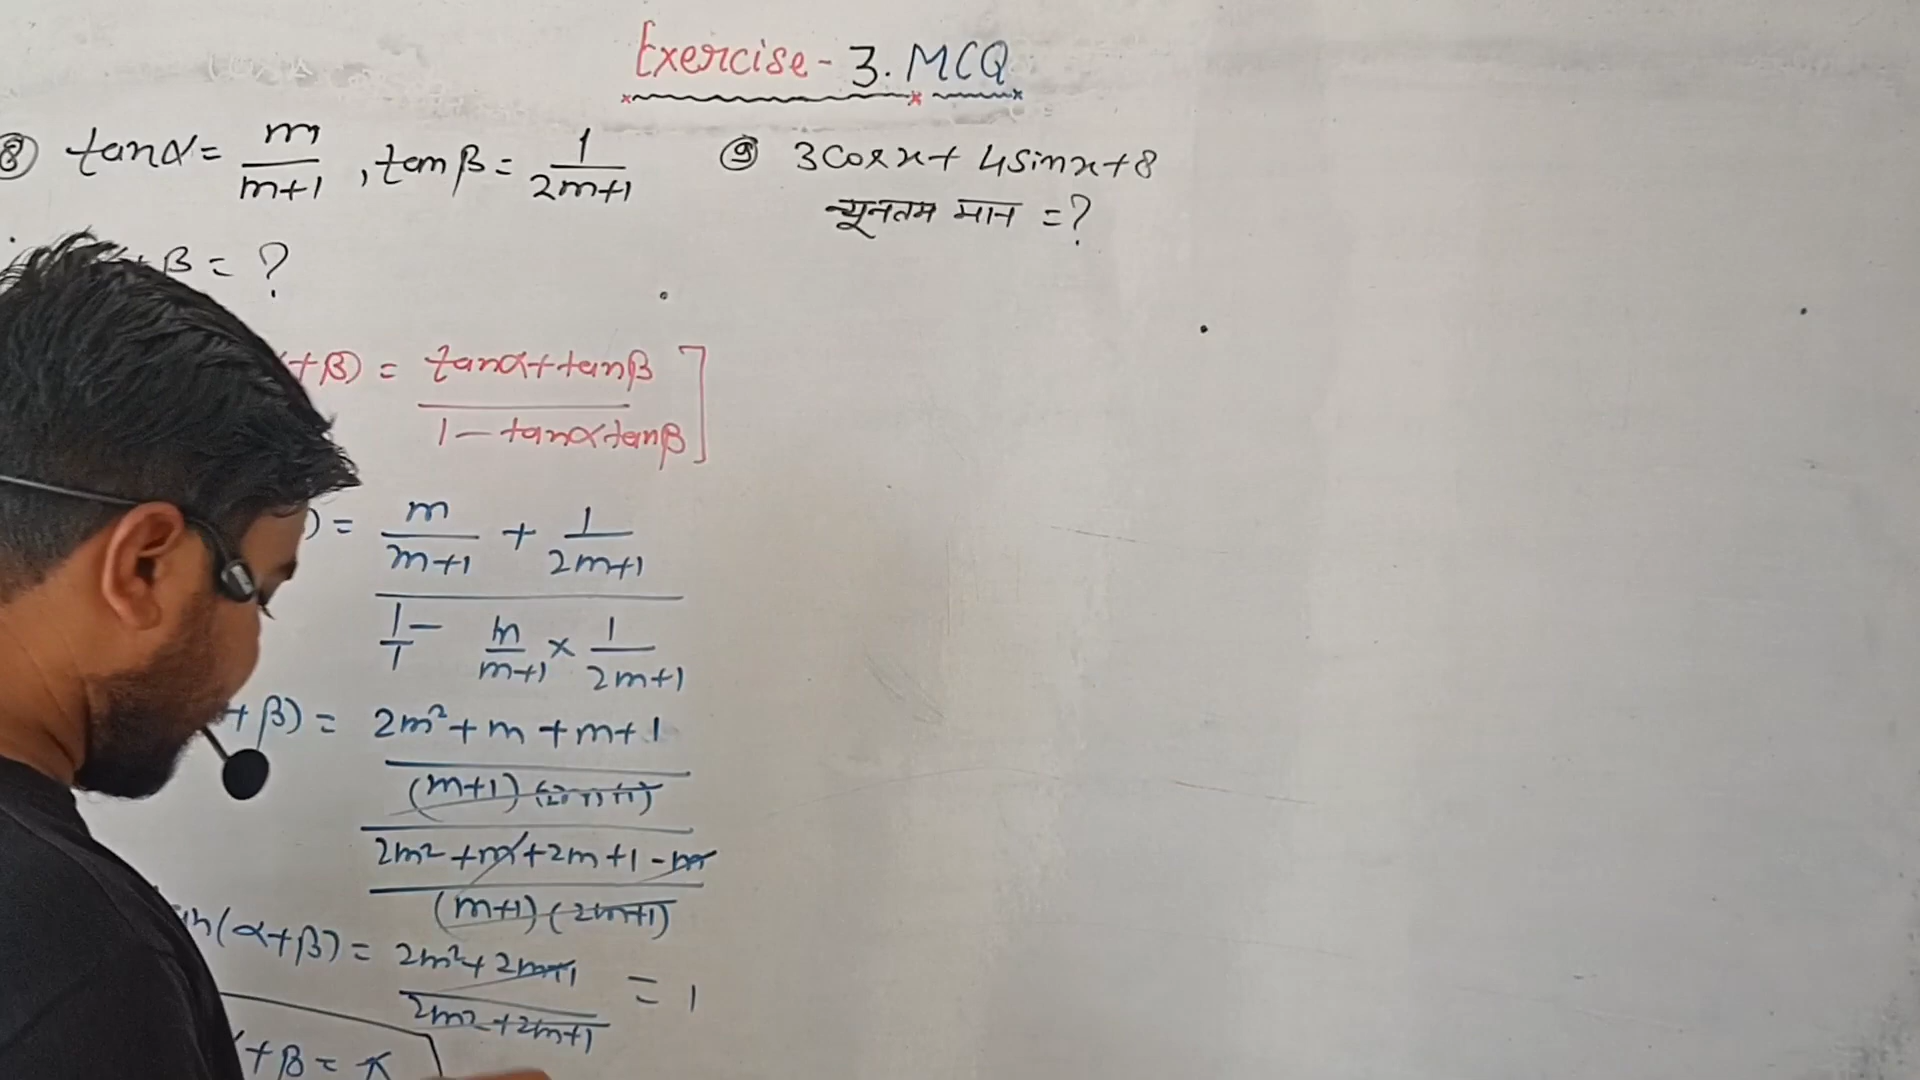 Exercise - 3. MCQ
⑧ tanα = m/m+1 , tanβ = 1/2m+1
β = ?
+β) = tanα + tanβ / 1 - tanα tanβ ]
) = m/m+1 + 1/2m+1
1/1 - m/m+1 × 1/2m+1
+ β) = 2m² + m + m + 1
(m+1) (2m+1)
2m² + m + 2m + 1 - m
(m+1) (2m+1)
(α+β) = 2m² + 2m+1 / 2m² + 2m+1 = 1
+ β = π
⑨ 3cosx + 4sinx + 8
न्यूनतम मान = ?